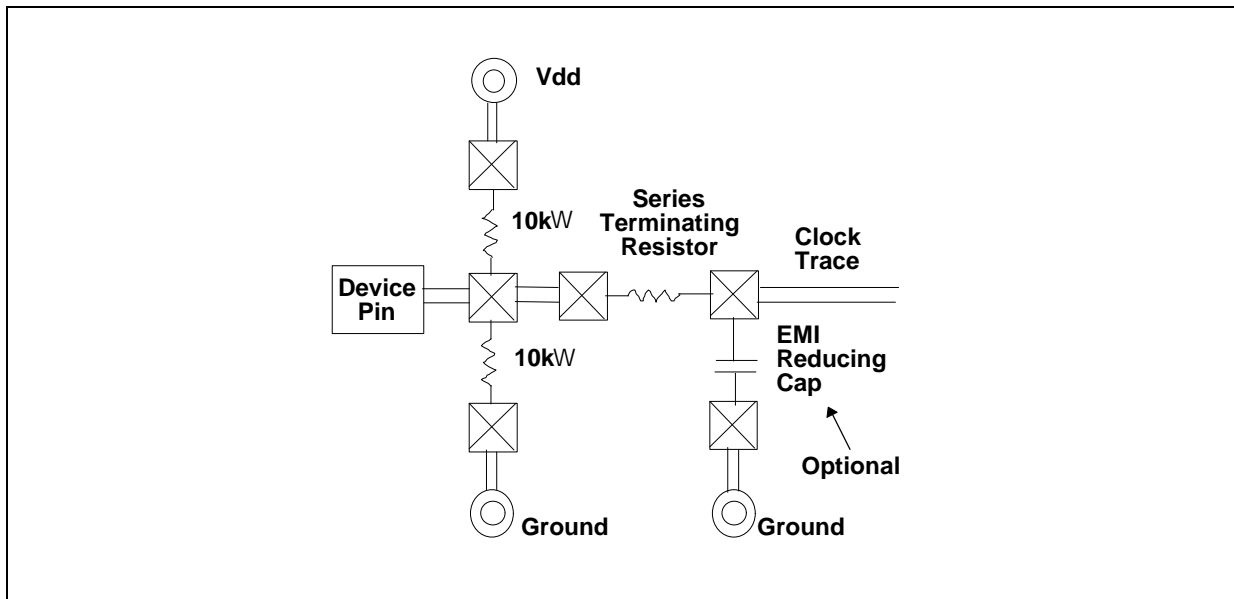 Vdd
10kW
Series
Terminating
Resistor
Clock
Trace
Device
Pin
10kW
EMI
Reducing
Cap
Optional
Ground
Ground